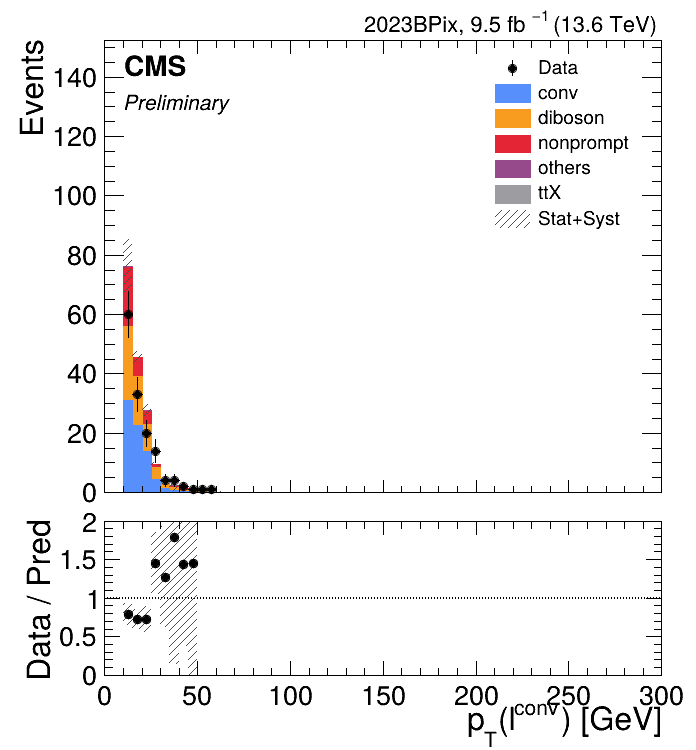 2023BPix, 9.5 fb⁻¹ (13.6 TeV)
CMS
Preliminary
Events
140
120
100
80
60
40
20
0
Data
conv
diboson
nonprompt
others
ttX
Stat+Syst
Data / Pred
2
1.5
1
0.5
0
0 50 100 150 200 250 300
p_T(l^conv) [GeV]